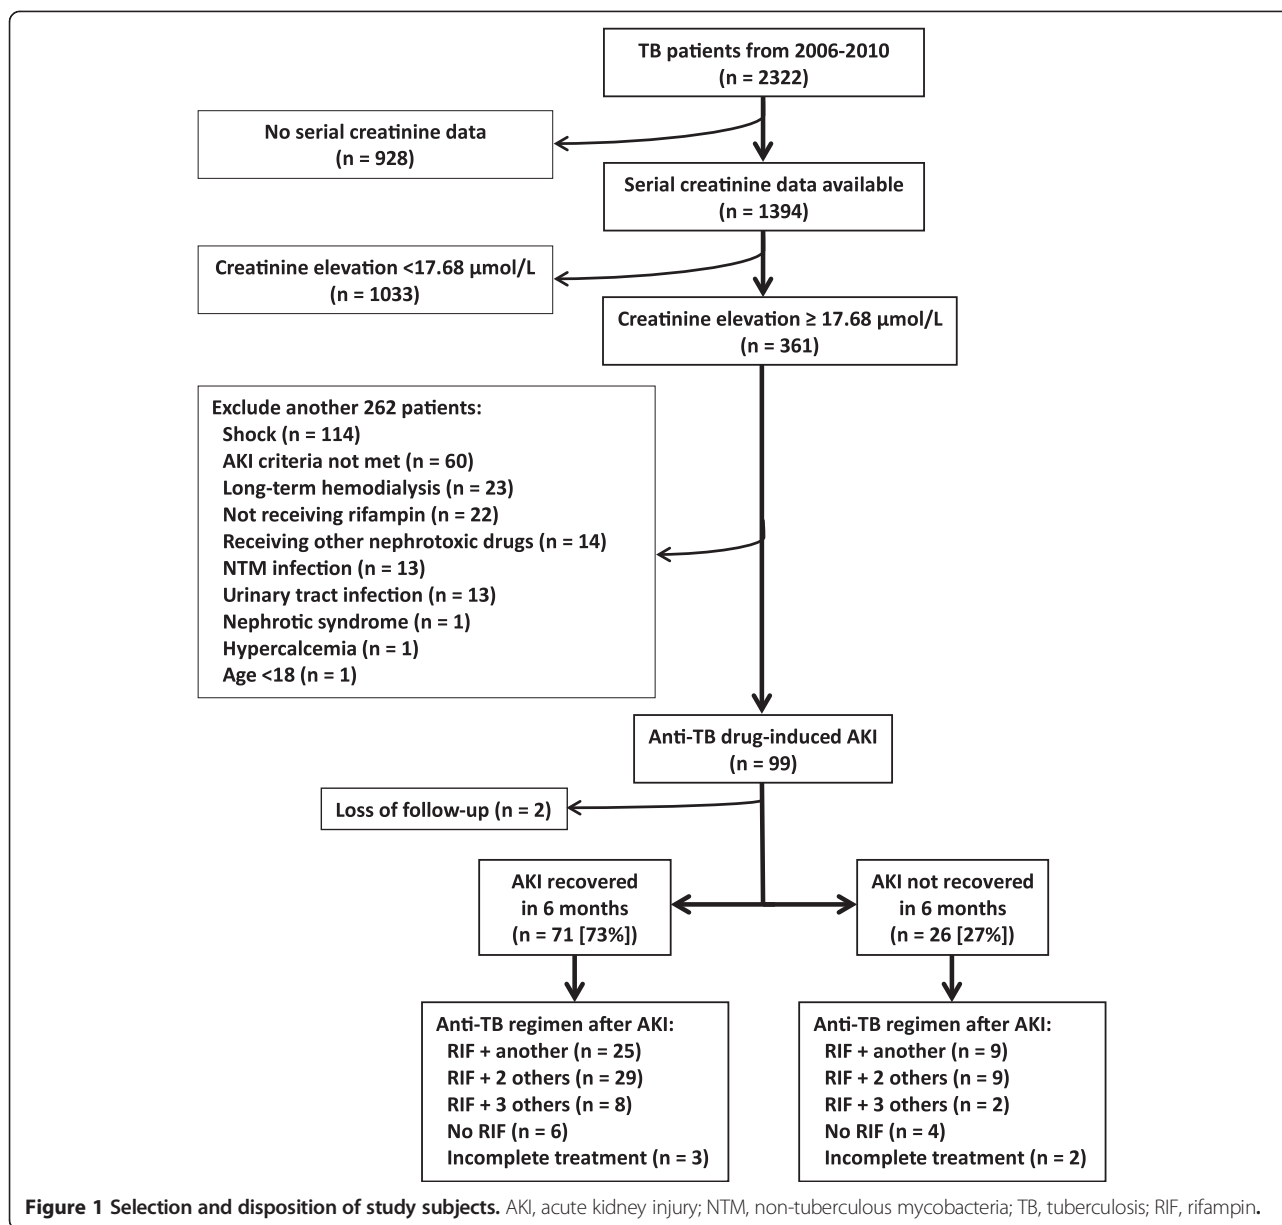 TB patients from 2006-2010
(n = 2322)
No serial creatinine data
(n = 928)
Serial creatinine data available
(n = 1394)
Creatinine elevation <17.68 μmol/L
(n = 1033)
Creatinine elevation ≥ 17.68 μmol/L
(n = 361)
Exclude another 262 patients:
Shock (n = 114)
AKI criteria not met (n = 60)
Long-term hemodialysis (n = 23)
Not receiving rifampin (n = 22)
Receiving other nephrotoxic drugs (n = 14)
NTM infection (n = 13)
Urinary tract infection (n = 13)
Nephrotic syndrome (n = 1)
Hypercalcemia (n = 1)
Age <18 (n = 1)
Anti-TB drug-induced AKI
(n = 99)
Loss of follow-up (n = 2)
AKI recovered
in 6 months
(n = 71 [73%])
AKI not recovered
in 6 months
(n = 26 [27%])
Anti-TB regimen after AKI:
RIF + another (n = 25)
RIF + 2 others (n = 29)
RIF + 3 others (n = 8)
No RIF (n = 6)
Incomplete treatment (n = 3)
Anti-TB regimen after AKI:
RIF + another (n = 9)
RIF + 2 others (n = 9)
RIF + 3 others (n = 2)
No RIF (n = 4)
Incomplete treatment (n = 2)
Figure 1 Selection and disposition of study subjects. AKI, acute kidney injury; NTM, non-tuberculous mycobacteria; TB, tuberculosis; RIF, rifampin.